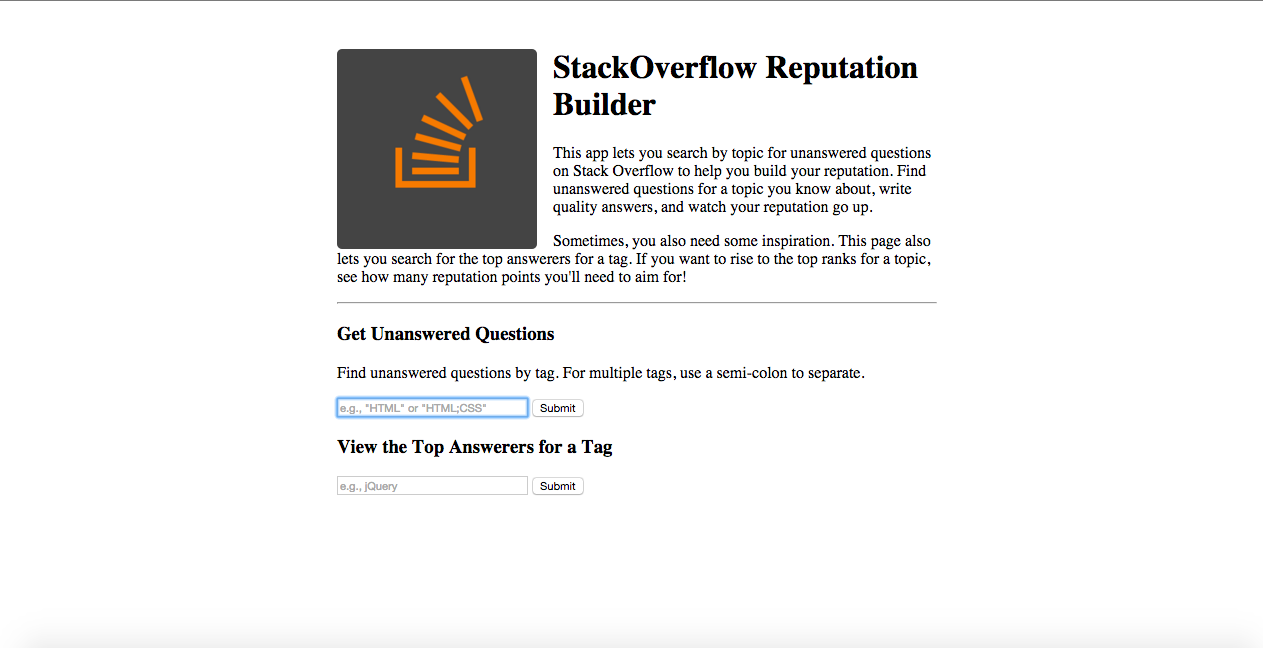 StackOverflow Reputation
Builder
This app lets you search by topic for unanswered questions
on Stack Overflow to help you build your reputation. Find
unanswered questions for a topic you know about, write
quality answers, and watch your reputation go up.
Sometimes, you also need some inspiration. This page also
lets you search for the top answerers for a tag. If you want to rise to the top ranks for a topic,
see how many reputation points you'll need to aim for!
Get Unanswered Questions
Find unanswered questions by tag. For multiple tags, use a semi-colon to separate.
e.g., "HTML" or "HTML;CSS" Submit
View the Top Answerers for a Tag
e.g., jQuery Submit